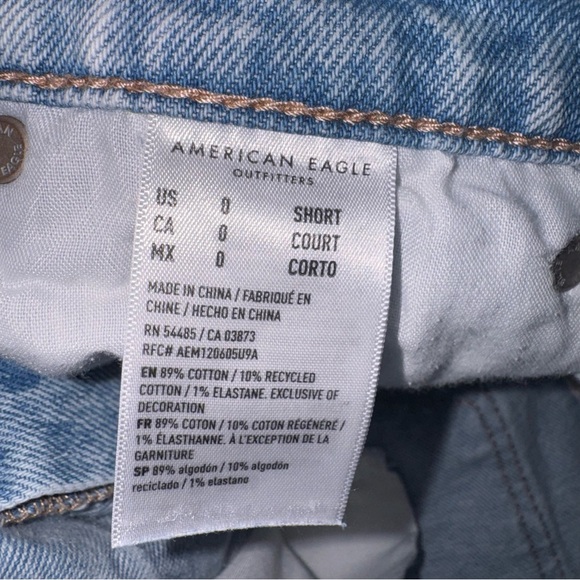 AMERICAN EAGLE
OUTFITTERS
US 0 SHORT
CA 0 COURT
MX 0 CORTO
MADE IN CHINA / FABRIQUÉ EN
CHINE / HECHO EN CHINA
RN 54485 / CA 03873
RFC# AEM120605U9A
EN 89% COTTON / 10% RECYCLED
COTTON / 1% ELASTANE. EXCLUSIVE OF
DECORATION
FR 89% COTON / 10% COTON RÉGÉNÉRÉ /
1% ÉLASTHANNE. À L'EXCEPTION DE LA
GARNITURE
SP 89% algodón / 10% algodón
reciclado / 1% elastano
EAGLE